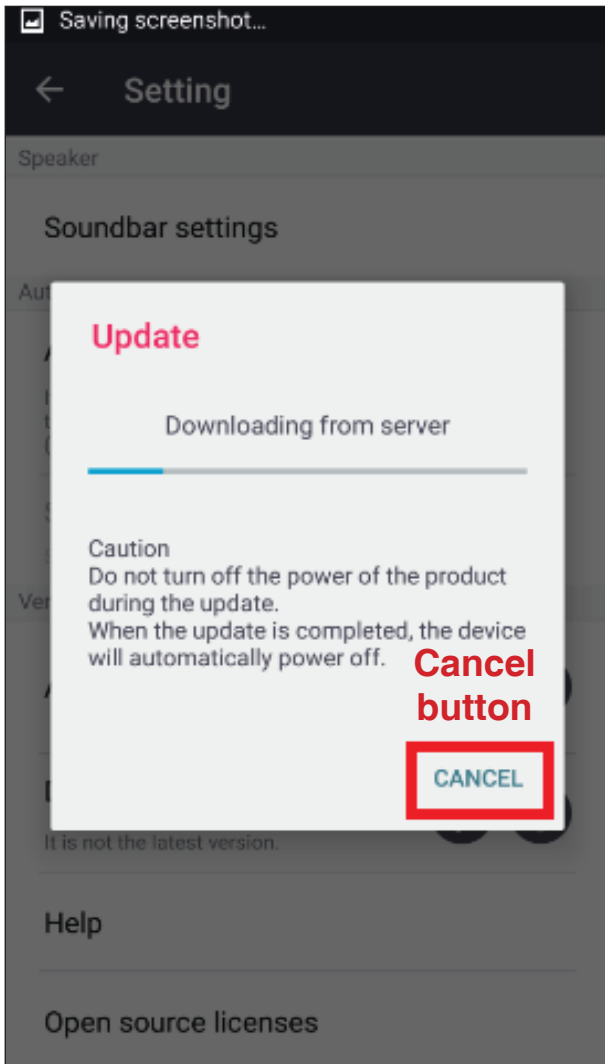 Saving screenshot...
Setting
Speaker
Soundbar settings
Aut
Update
Downloading from server
Caution
Do not turn off the power of the product
during the update.
When the update is completed, the device
will automatically power off.
Cancel
button
Ver
CANCEL
It is not the latest version.
Help
Open source licenses